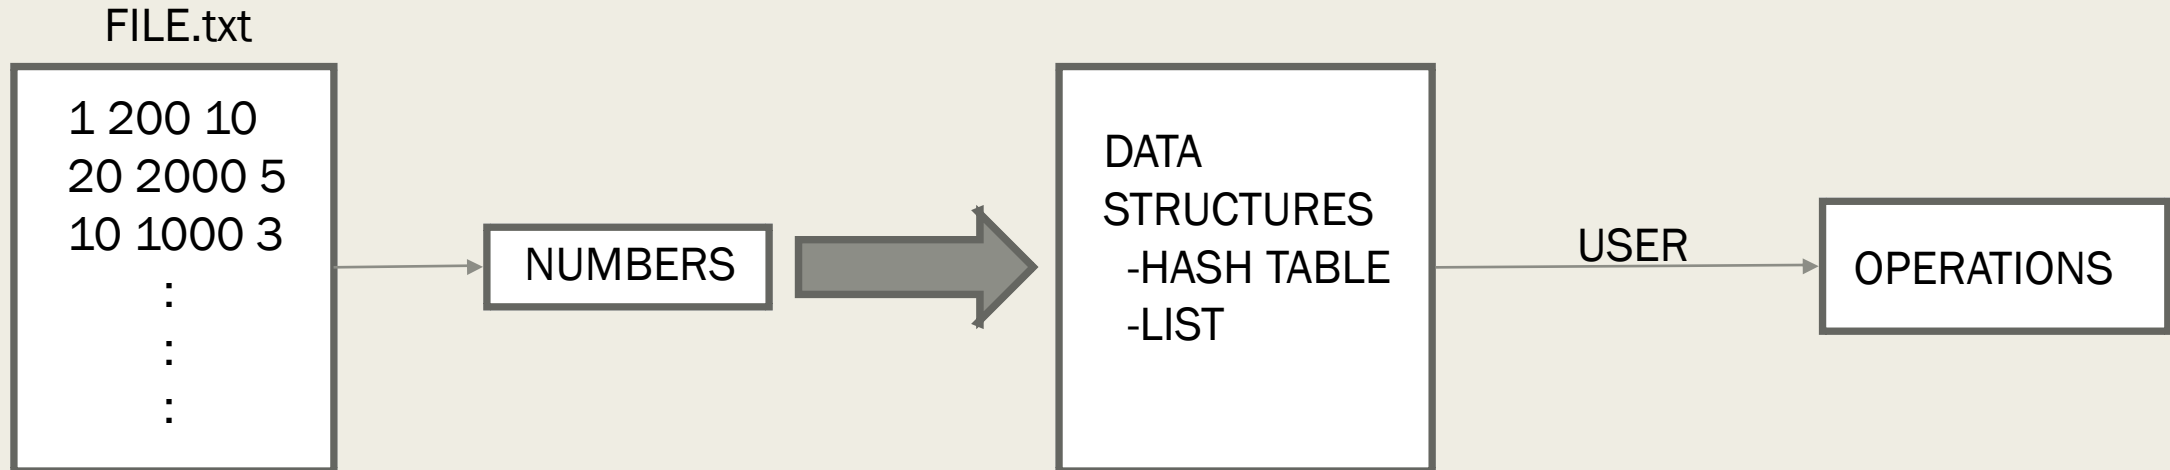 FILE.txt
1 200 10
20 2000 5
10 1000 3
:
:
:
NUMBERS
DATA
STRUCTURES
-HASH TABLE
-LIST
USER
OPERATIONS